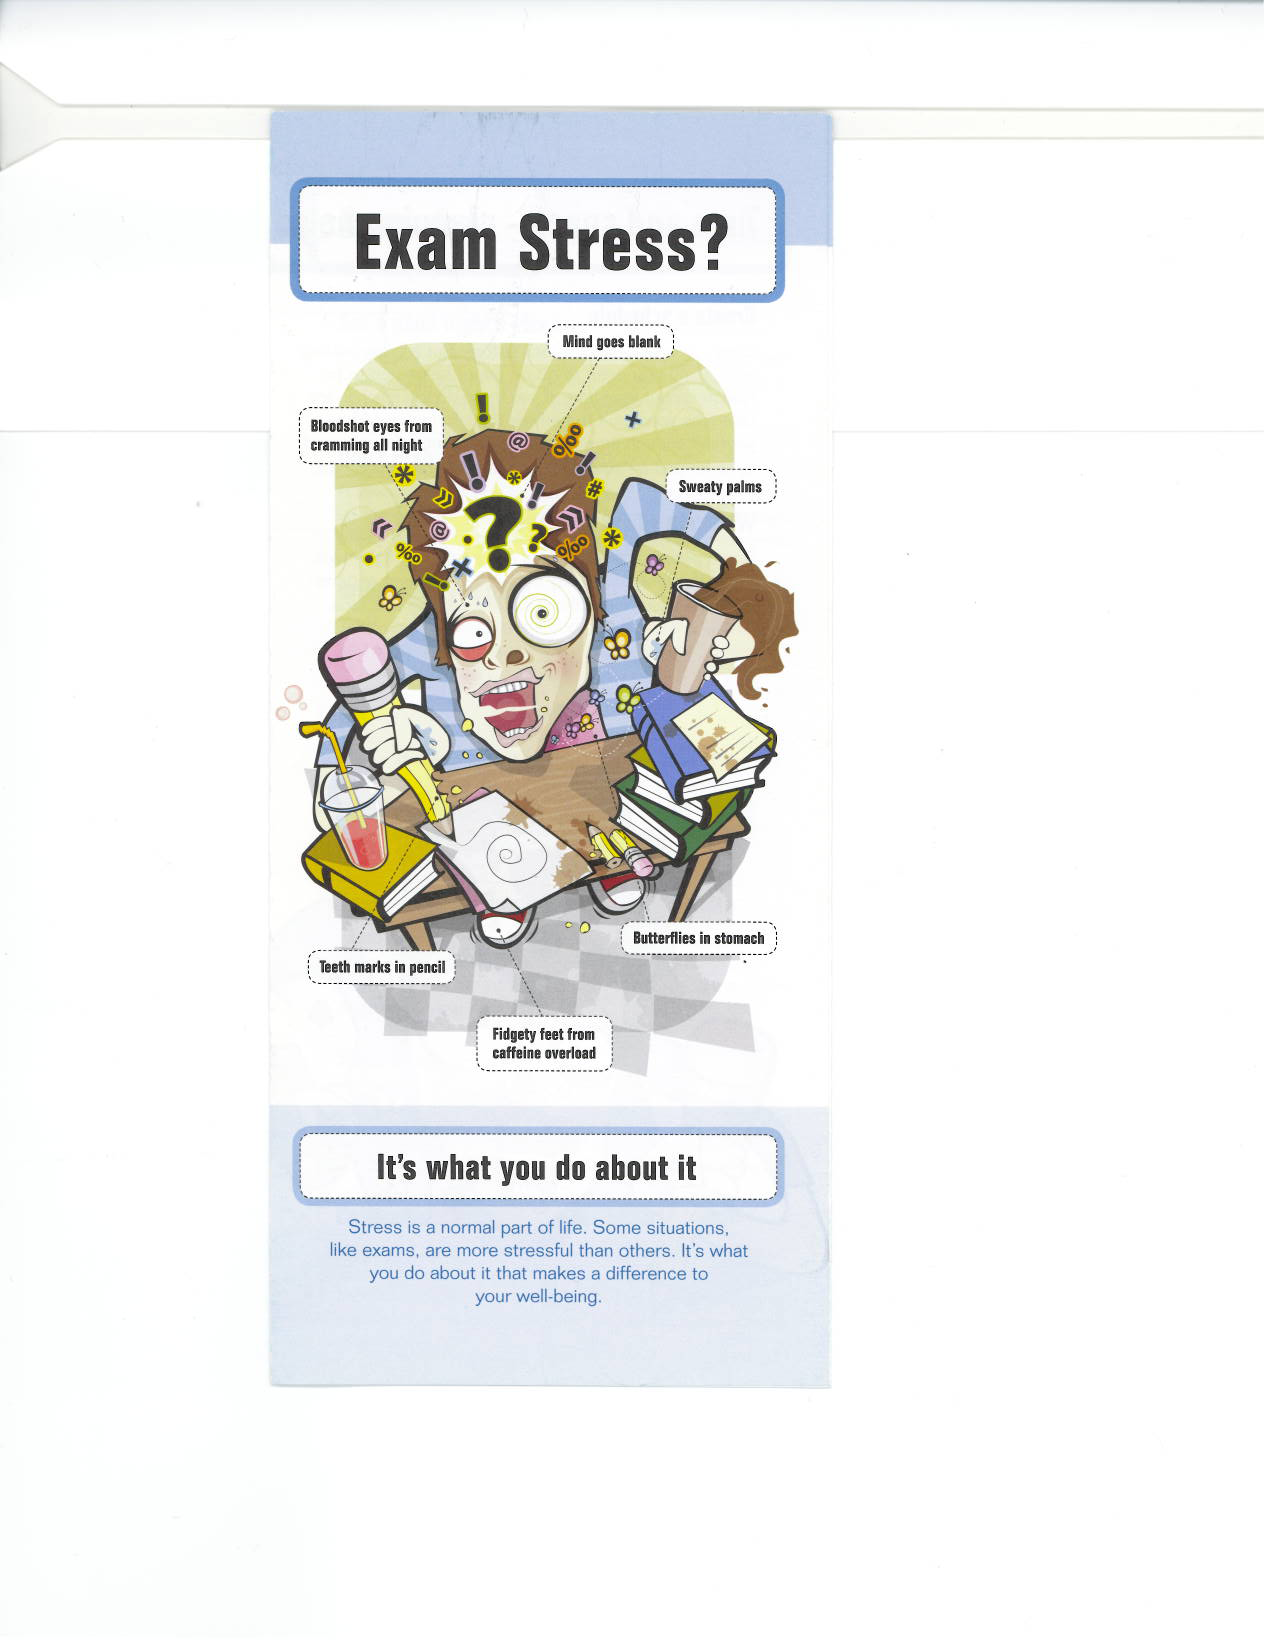 Exam Stress?
Mind goes blank
Bloodshot eyes from
cramming all night
Sweaty palms
Butterflies in stomach
Teeth marks in pencil
Fidgety feet from
caffeine overload
It's what you do about it
Stress is a normal part of life. Some situations,
like exams, are more stressful than others. It's what
you do about it that makes a difference to
your well-being.